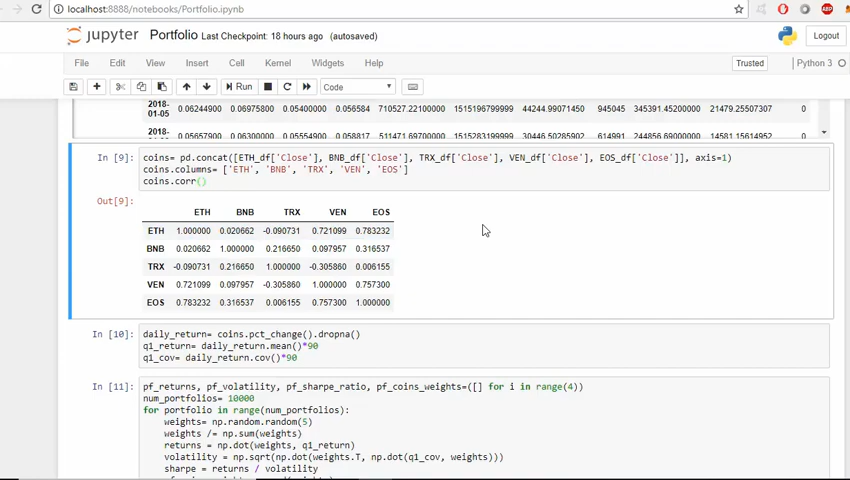 localhost:8888/notebooks/Portfolio.ipynb
ABP
jupyter Portfolio Last Checkpoint: 18 hours ago (autosaved)
Logout
File Edit View Insert Cell Kernel Widgets Help
Trusted Python 3
Run Code
2018-01-05 0.06244900 0.06975800 0.05400000 0.056584 710527.22100000 1515196799999 44244.99071450 945045 345391.45200000 21479.25507307 0
2018- 0.05657900 0.06300000 0.05554900 0.058817 511471.69700000 1515283199999 30446.50285902 614991 244856.69000000 14581.15614952 0
In [9]: coins= pd.concat([ETH_df['Close'], BNB_df['Close'], TRX_df['Close'], VEN_df['Close'], EOS_df['Close']], axis=1)
coins.columns= ['ETH', 'BNB', 'TRX', 'VEN', 'EOS']
coins.corr()
Out[9]:
ETH BNB TRX VEN EOS
ETH 1.000000 0.020662 -0.090731 0.721099 0.783232
BNB 0.020662 1.000000 0.216650 0.097957 0.316537
TRX -0.090731 0.216650 1.000000 -0.305860 0.006155
VEN 0.721099 0.097957 -0.305860 1.000000 0.757300
EOS 0.783232 0.316537 0.006155 0.757300 1.000000
In [10]: daily_return= coins.pct_change().dropna()
q1_return= daily_return.mean()*90
q1_cov= daily_return.cov()*90
In [11]: pf_returns, pf_volatility, pf_sharpe_ratio, pf_coins_weights=([] for i in range(4))
num_portfolios= 10000
for portfolio in range(num_portfolios):
weights= np.random.random(5)
weights /= np.sum(weights)
returns = np.dot(weights, q1_return)
volatility = np.sqrt(np.dot(weights.T, np.dot(q1_cov, weights)))
sharpe = returns / volatility